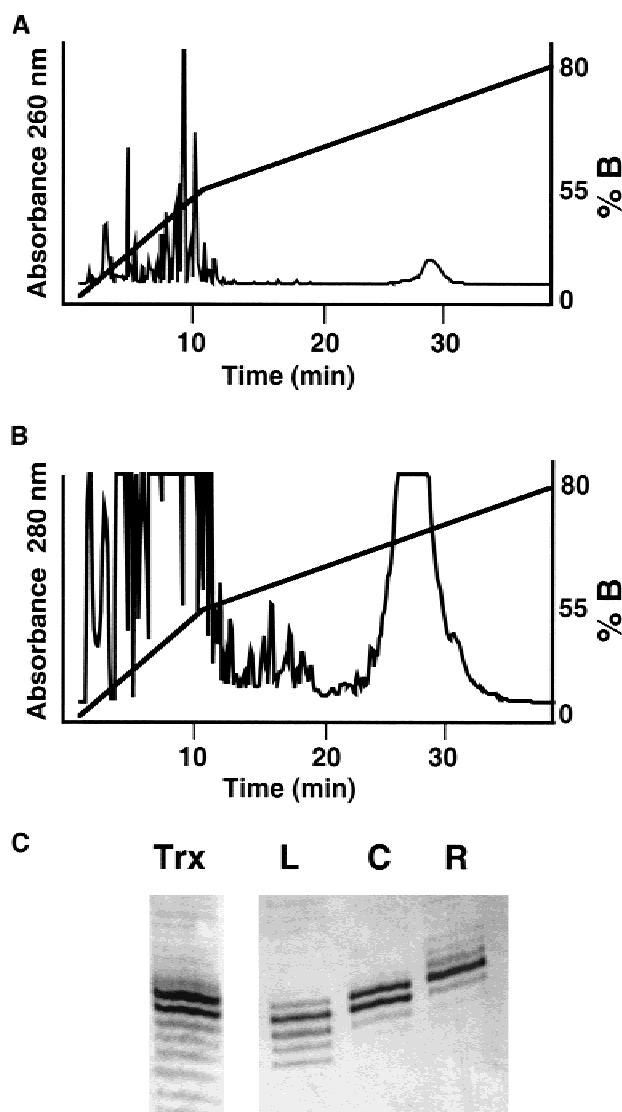 A
Absorbance 260 nm
80
55
0
% B
10 20 30
Time (min)
B
Absorbance 280 nm
80
55
0
% B
10 20 30
Time (min)
C
Trx L C R